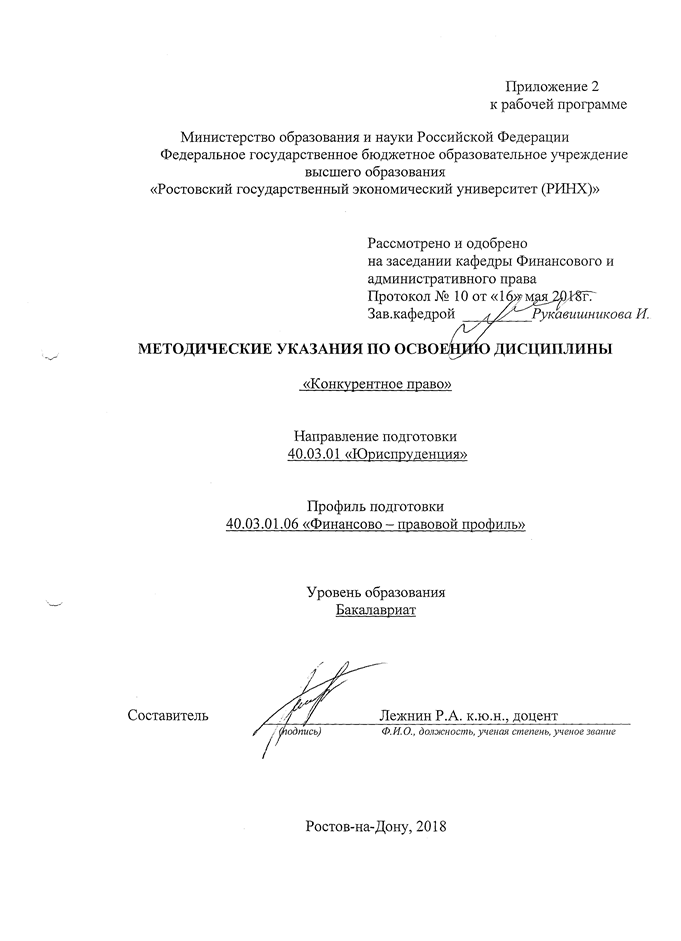 Приложение 2
к рабочей программе
Министерство образования и науки Российской Федерации
Федеральное государственное бюджетное образовательное учреждение
высшего образования
«Ростовский государственный экономический университет (РИНХ)»
Рассмотрено и одобрено
на заседании кафедры Финансового и
административного права
Протокол № 10 от «16» мая 2018г.
Зав.кафедрой __________Рукавишникова И.
МЕТОДИЧЕСКИЕ УКАЗАНИЯ ПО ОСВОЕНИЮ ДИСЦИПЛИНЫ
«Конкурентное право»
Направление подготовки
40.03.01 «Юриспруденция»
Профиль подготовки
40.03.01.06 «Финансово – правовой профиль»
Уровень образования
Бакалавриат
Составитель Лежнин Р.А. к.ю.н., доцент
(подпись) Ф.И.О., должность, ученая степень, ученое звание
Ростов-на-Дону, 2018